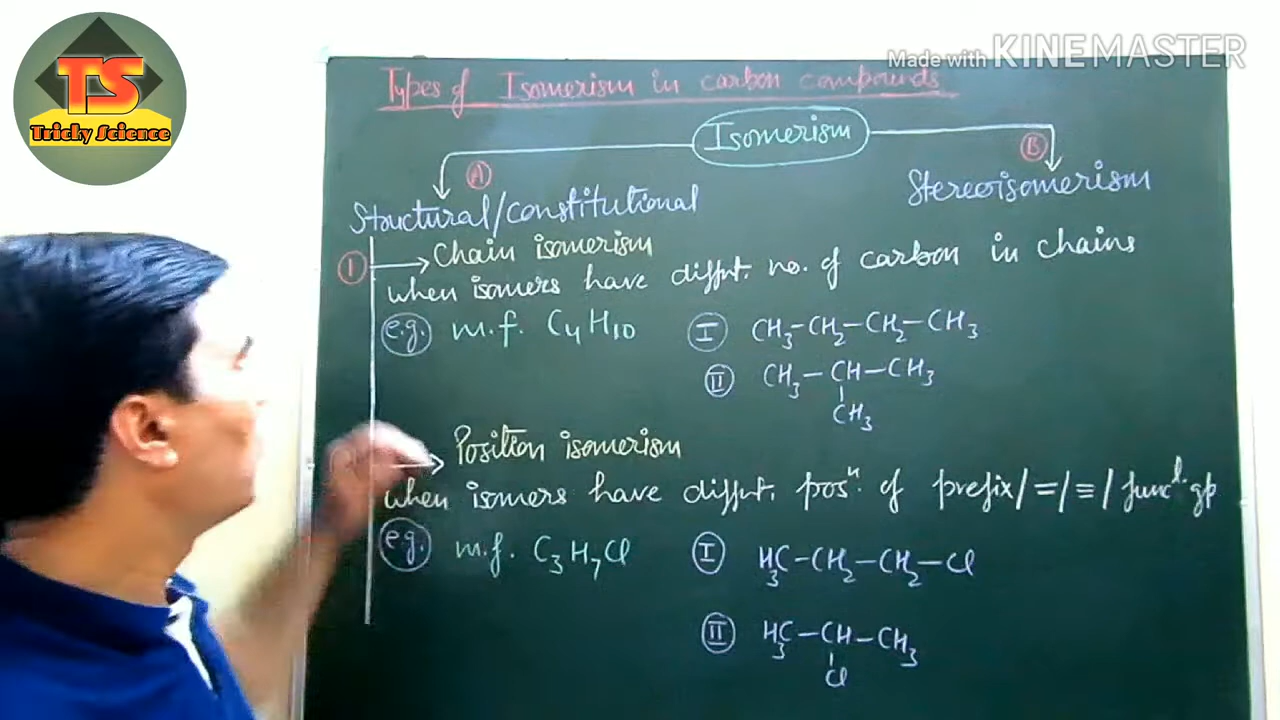 Made with KINEMASTER
TS
Tricky Science
Types of Isomerism in carbon compounds
Isomerism
A
B
Structural/constitutional
Stereoisomerism
1 Chain isomerism
when isomers have diffnt. no. of carbon in chains
e.g. m.f. C₄H₁₀ I CH₃-CH₂-CH₂-CH₃
II CH₃-CH-CH₃
CH₃
Position isomerism
when isomers have diffnt. posⁿ. of prefix/=/≡/funcˡ. gp
e.g. m.f. C₃H₇Cl I H₃C-CH₂-CH₂-Cl
II H₃C-CH-CH₃
Cl